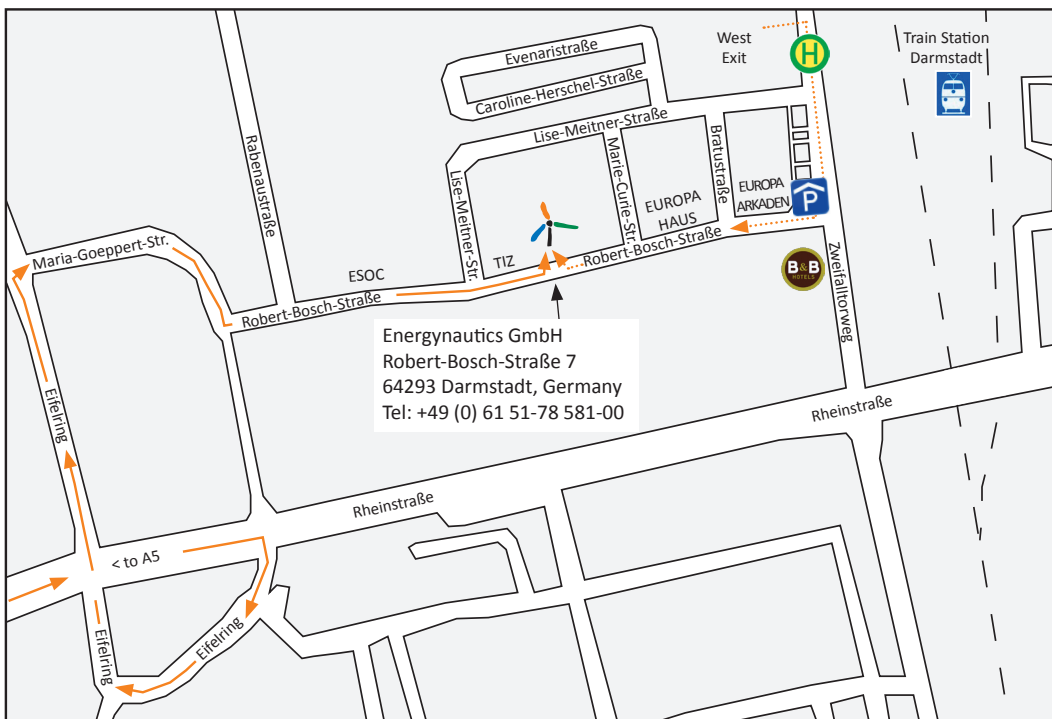 West
Exit
H
Train Station
Darmstadt
Evenaristraße
Caroline-Herschel-Straße
Lise-Meitner-Straße
Rabenaustraße
Marie-Curie-Str.
Bratustraße
Lise-Meitner-Str.
EUROPA
HAUS
EUROPA
ARKADEN
P
Maria-Goeppert-Str.
ESOC
TIZ
Robert-Bosch-Straße
Robert-Bosch-Straße
B&B
HOTELS
Zweifalltorweg
Energynautics GmbH
Robert-Bosch-Straße 7
64293 Darmstadt, Germany
Tel: +49 (0) 61 51-78 581-00
Eifelring
Rheinstraße
Rheinstraße
< to A5
Eifelring
Eifelring